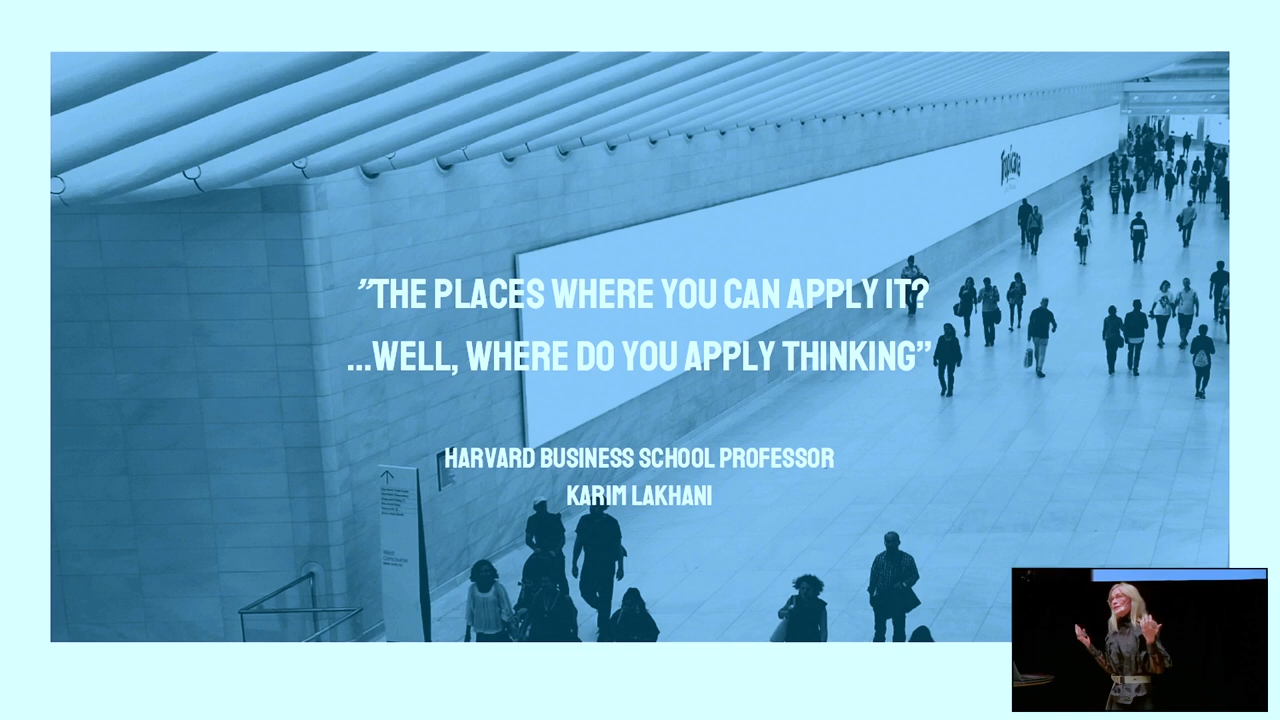 "THE PLACES WHERE YOU CAN APPLY IT?
...WELL, WHERE DO YOU APPLY THINKING"
HARVARD BUSINESS SCHOOL PROFESSOR
KARIM LAKHANI